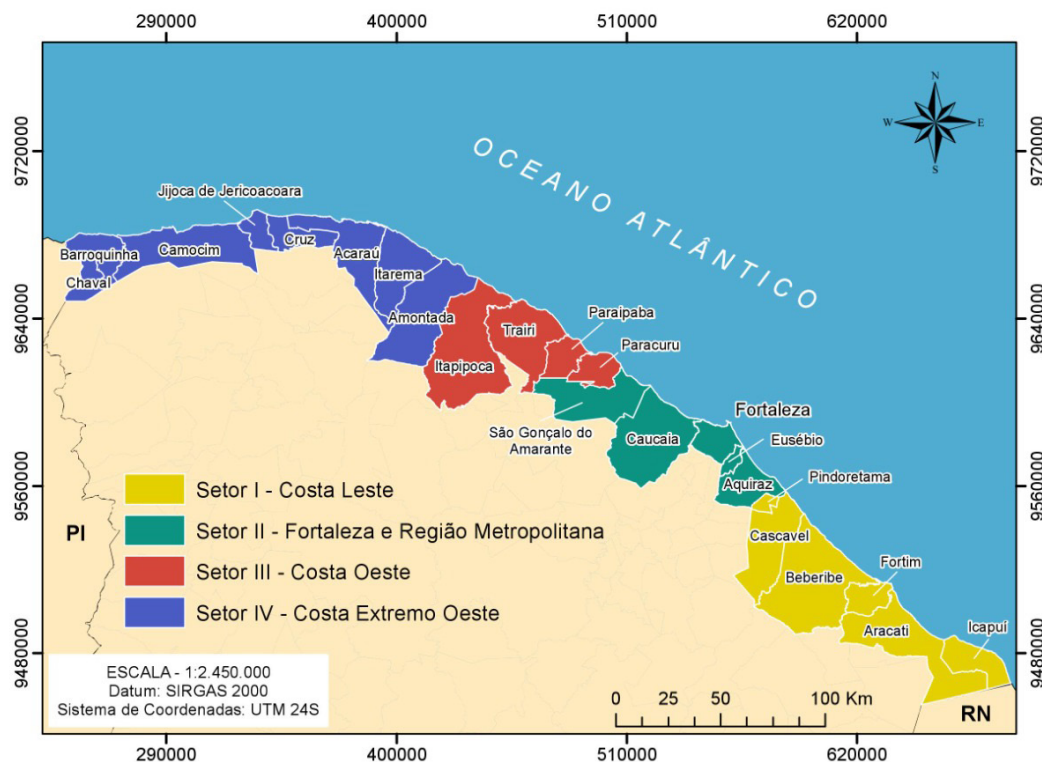 290000
400000
510000
620000
N
W
E
S
9720000
9720000
OCEANO ATLÂNTICO
Jijoca de Jericoacoara
Barroquinha
Camocim
Cruz
Acaraú
Chaval
Itarema
Amontada
9640000
9640000
Itapipoca
Trairi
Paraipaba
Paracuru
São Gonçalo do
Amarante
Caucaia
Fortaleza
Eusébio
Aquiraz
Pindoretama
9560000
9560000
Cascavel
Beberibe
Fortim
Aracati
Icapuí
PI
Setor I - Costa Leste
Setor II - Fortaleza e Região Metropolitana
Setor III - Costa Oeste
Setor IV - Costa Extremo Oeste
9480000
9480000
ESCALA - 1:2.450.000
Datum: SIRGAS 2000
Sistema de Coordenadas: UTM 24S
0 25 50 100 Km
RN
290000
400000
510000
620000